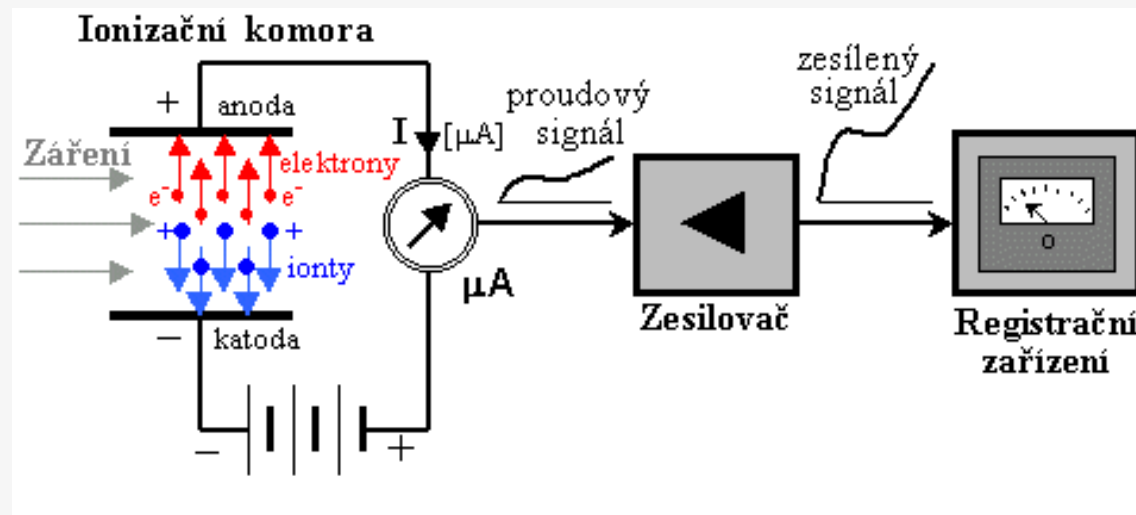 Ionizační komora
+
anoda
Záření
elektrony
e⁻
e⁻
+
+
ionty
−
katoda
−
+
I
[µA]
µA
proudový
signál
Zesilovač
zesílený
signál
0
Registrační
zařízení